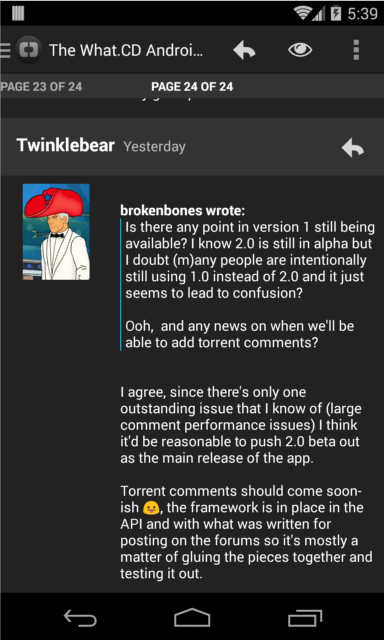 5:39
The What.CD Androi...
PAGE 23 OF 24
PAGE 24 OF 24
Twinklebear Yesterday
brokenbones wrote:
Is there any point in version 1 still being
available? I know 2.0 is still in alpha but
I doubt (m)any people are intentionally
still using 1.0 instead of 2.0 and it just
seems to lead to confusion?
Ooh,  and any news on when we'll be
able to add torrent comments?
I agree, since there's only one
outstanding issue that I know of (large
comment performance issues) I think
it'd be reasonable to push 2.0 beta out
as the main release of the app.
Torrent comments should come soon-
ish 😛, the framework is in place in the
API and with what was written for
posting on the forums so it's mostly a
matter of gluing the pieces together and
testing it out.